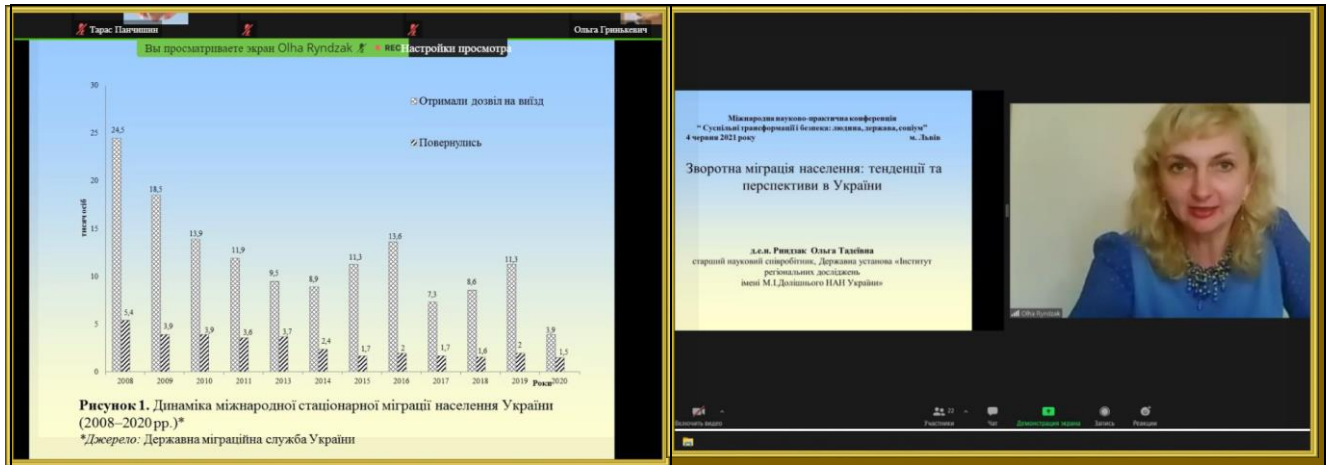 Тарас Панчишин
Ольга Гринькевич
Вы просматриваете экран Olha Ryndzak
REC
Настройки просмотра
30
25
20
15
10
5
0
тисяч осіб
Отримали дозвіл на виїзд
Повернулись
24,5
5,4
18,5
3,9
13,9
3,9
11,9
3,6
9,5
3,7
8,9
2,4
11,3
1,7
13,6
2
7,3
1,7
8,6
1,6
11,3
2
3,9
1,5
2008 2009 2010 2011 2013 2014 2015 2016 2017 2018 2019 2020
Роки
Рисунок 1. Динаміка міжнародної стаціонарної міграції населення України
(2008–2020рр.)*
*Джерело: Державна міграційна служба України
Міжнародна науково-практична конференція
" Суспільні трансформації і безпека: людина, держава, соціум"
4 червня 2021 року м. Львів
Зворотна міграція населення: тенденції та
перспективи в Україні
д.е.н. Риндзак Ольга Тадеївна
старший науковий співробітник, Державна установа «Інститут
регіональних досліджень
імені М.І.Долішнього НАН України»
Olha Ryndzak
Включить видео
22
Участники
Чат
Демонстрация экрана
Запись
Реакции